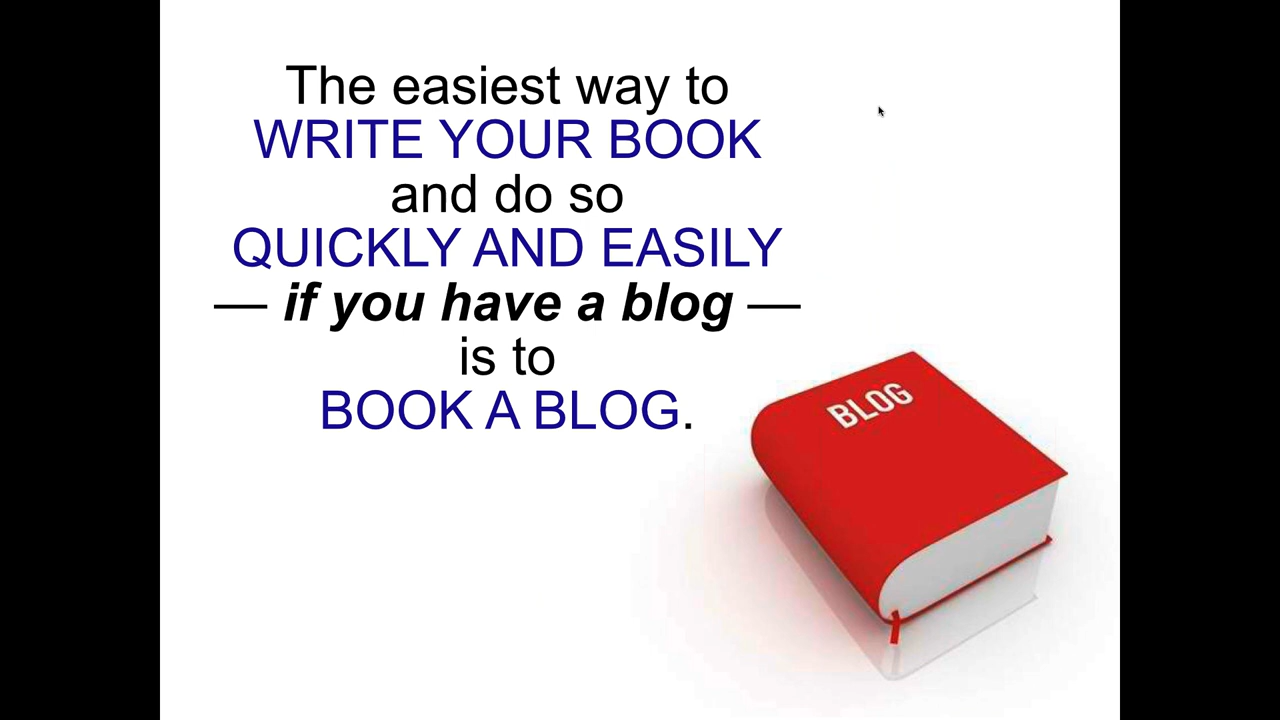 The easiest way to
WRITE YOUR BOOK
and do so
QUICKLY AND EASILY
— if you have a blog —
is to
BOOK A BLOG.
BLOG